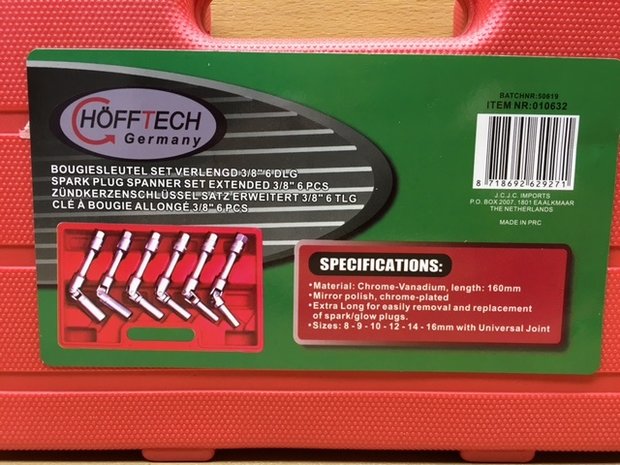 HÖFFTECH
Germany
BOUGIESLEUTEL SET VERLENGD 3/8" 6 DLG
SPARK PLUG SPANNER SET EXTENDED 3/8" 6 PCS
ZÜNDKERZENSCHLÜSSEL SATZ ERWEITERT 3/8" 6 TLG
CLÉ À BOUGIE ALLONGÉ 3/8" 6 PCS
BATCHNR:50819
ITEM NR:010632
8 718692 629271
J.C.J.C. IMPORTS
P.O. BOX 2007, 1801 EA ALKMAAR
THE NETHERLANDS
MADE IN PRC
SPECIFICATIONS:
•Material: Chrome-Vanadium, length: 160mm
•Mirror polish, chrome-plated
•Extra Long for easily removal and replacement
of spark/glow plugs.
•Sizes: 8 - 9 - 10 - 12 - 14 - 16mm with Universal Joint